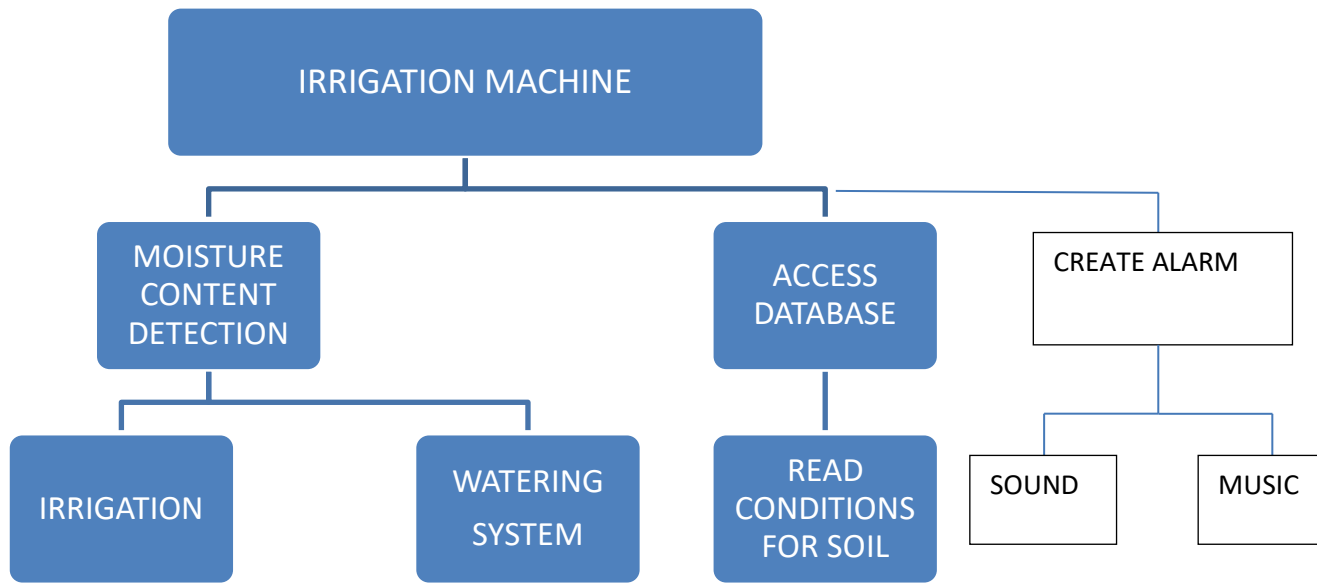 IRRIGATION MACHINE
MOISTURE
CONTENT
DETECTION
ACCESS
DATABASE
CREATE ALARM
IRRIGATION
WATERING
SYSTEM
READ
CONDITIONS
FOR SOIL
SOUND
MUSIC